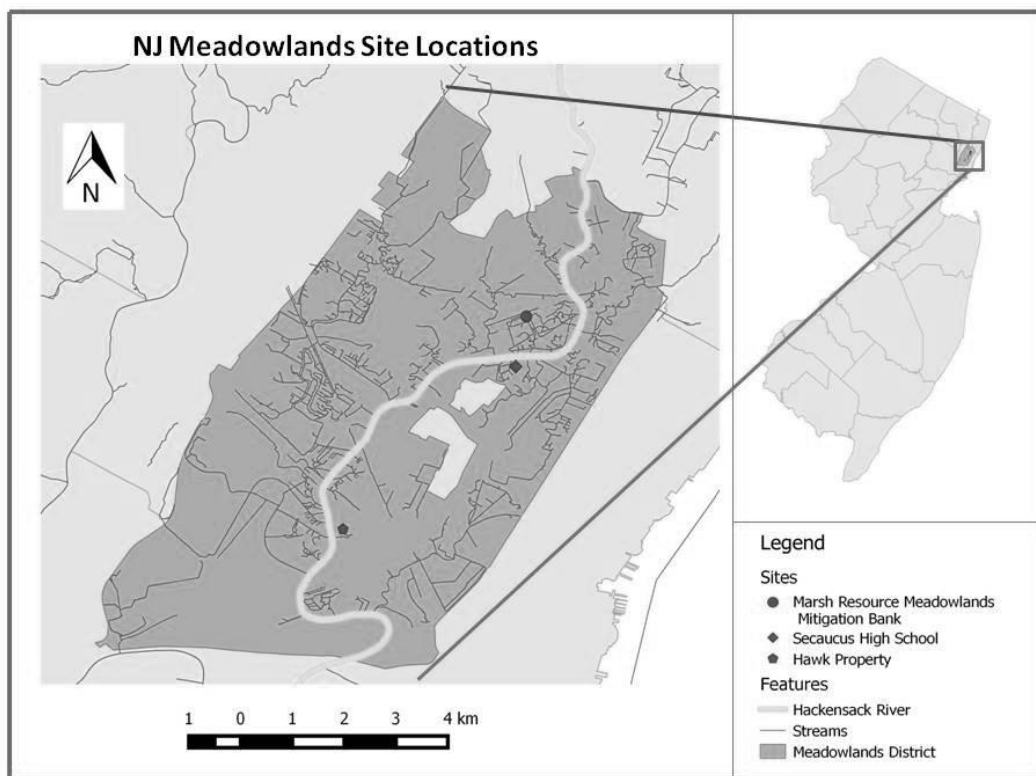 NJ Meadowlands Site Locations
N
1 0 1 2 3 4 km
Legend
Sites
Marsh Resource Meadowlands
Mitigation Bank
Secaucus High School
Hawk Property
Features
Hackensack River
Streams
Meadowlands District